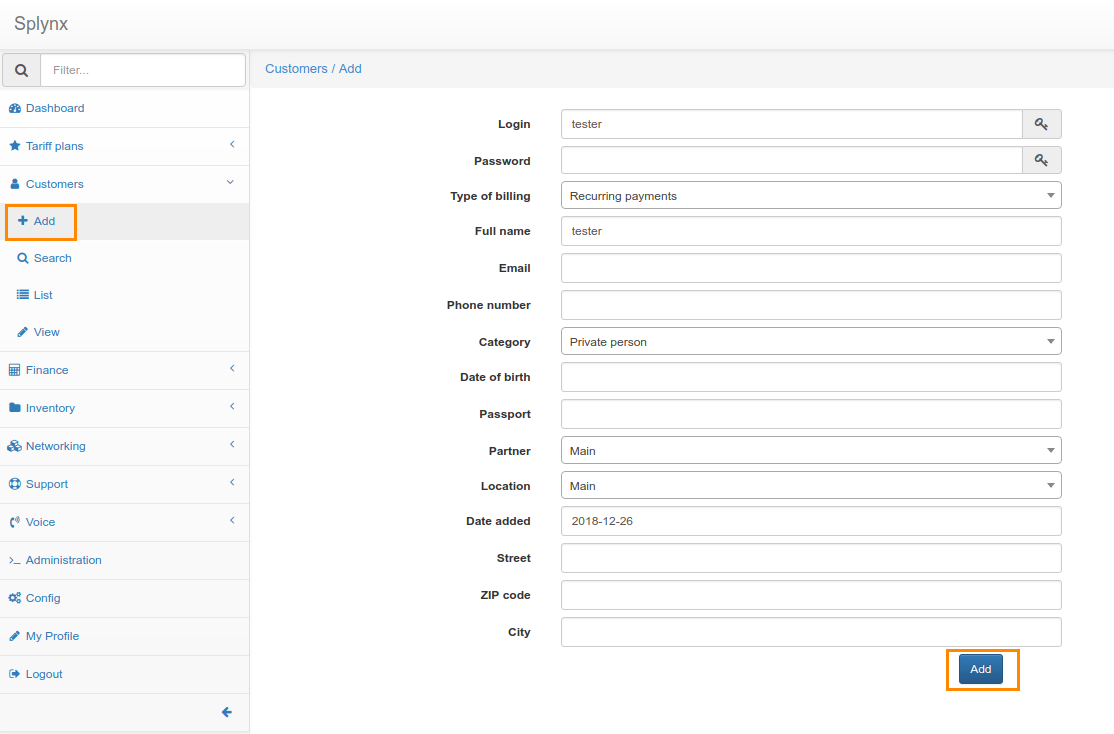 Splynx
Filter...
Dashboard
Tariff plans
Customers
Add
Search
List
View
Finance
Inventory
Networking
Support
Voice
Administration
Config
My Profile
Logout
Customers / Add
Login tester
Password
Type of billing Recurring payments
Full name tester
Email
Phone number
Category Private person
Date of birth
Passport
Partner Main
Location Main
Date added 2018-12-26
Street
ZIP code
City
Add